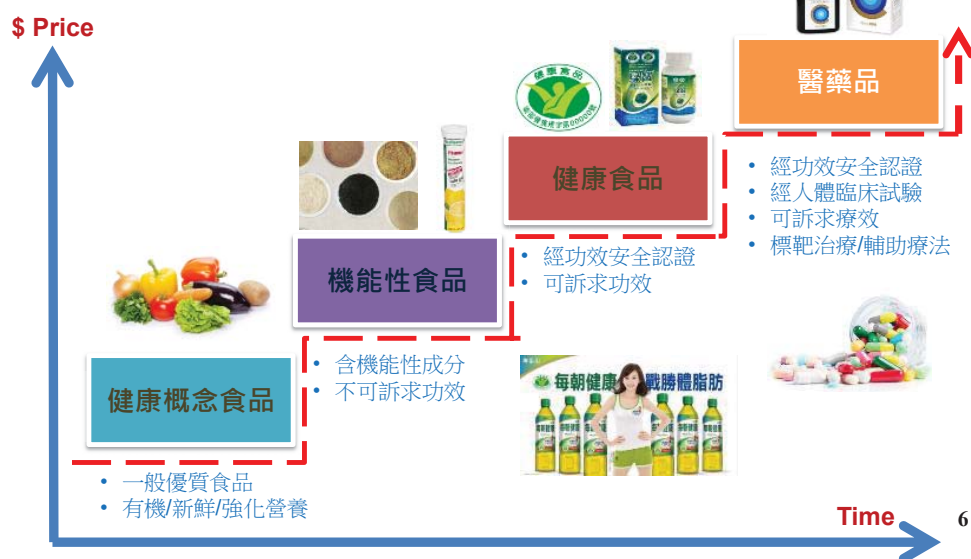 $ Price
醫藥品
健康食品
健康食品
機能性食品
健康概念食品
• 經功效安全認證
• 經人體臨床試驗
• 可訴求療效
• 標靶治療/輔助療法
• 經功效安全認證
• 可訴求功效
• 含機能性成分
• 不可訴求功效
每朝健康 戰勝體脂肪
• 一般優質食品
• 有機/新鮮/強化營養
Time
6